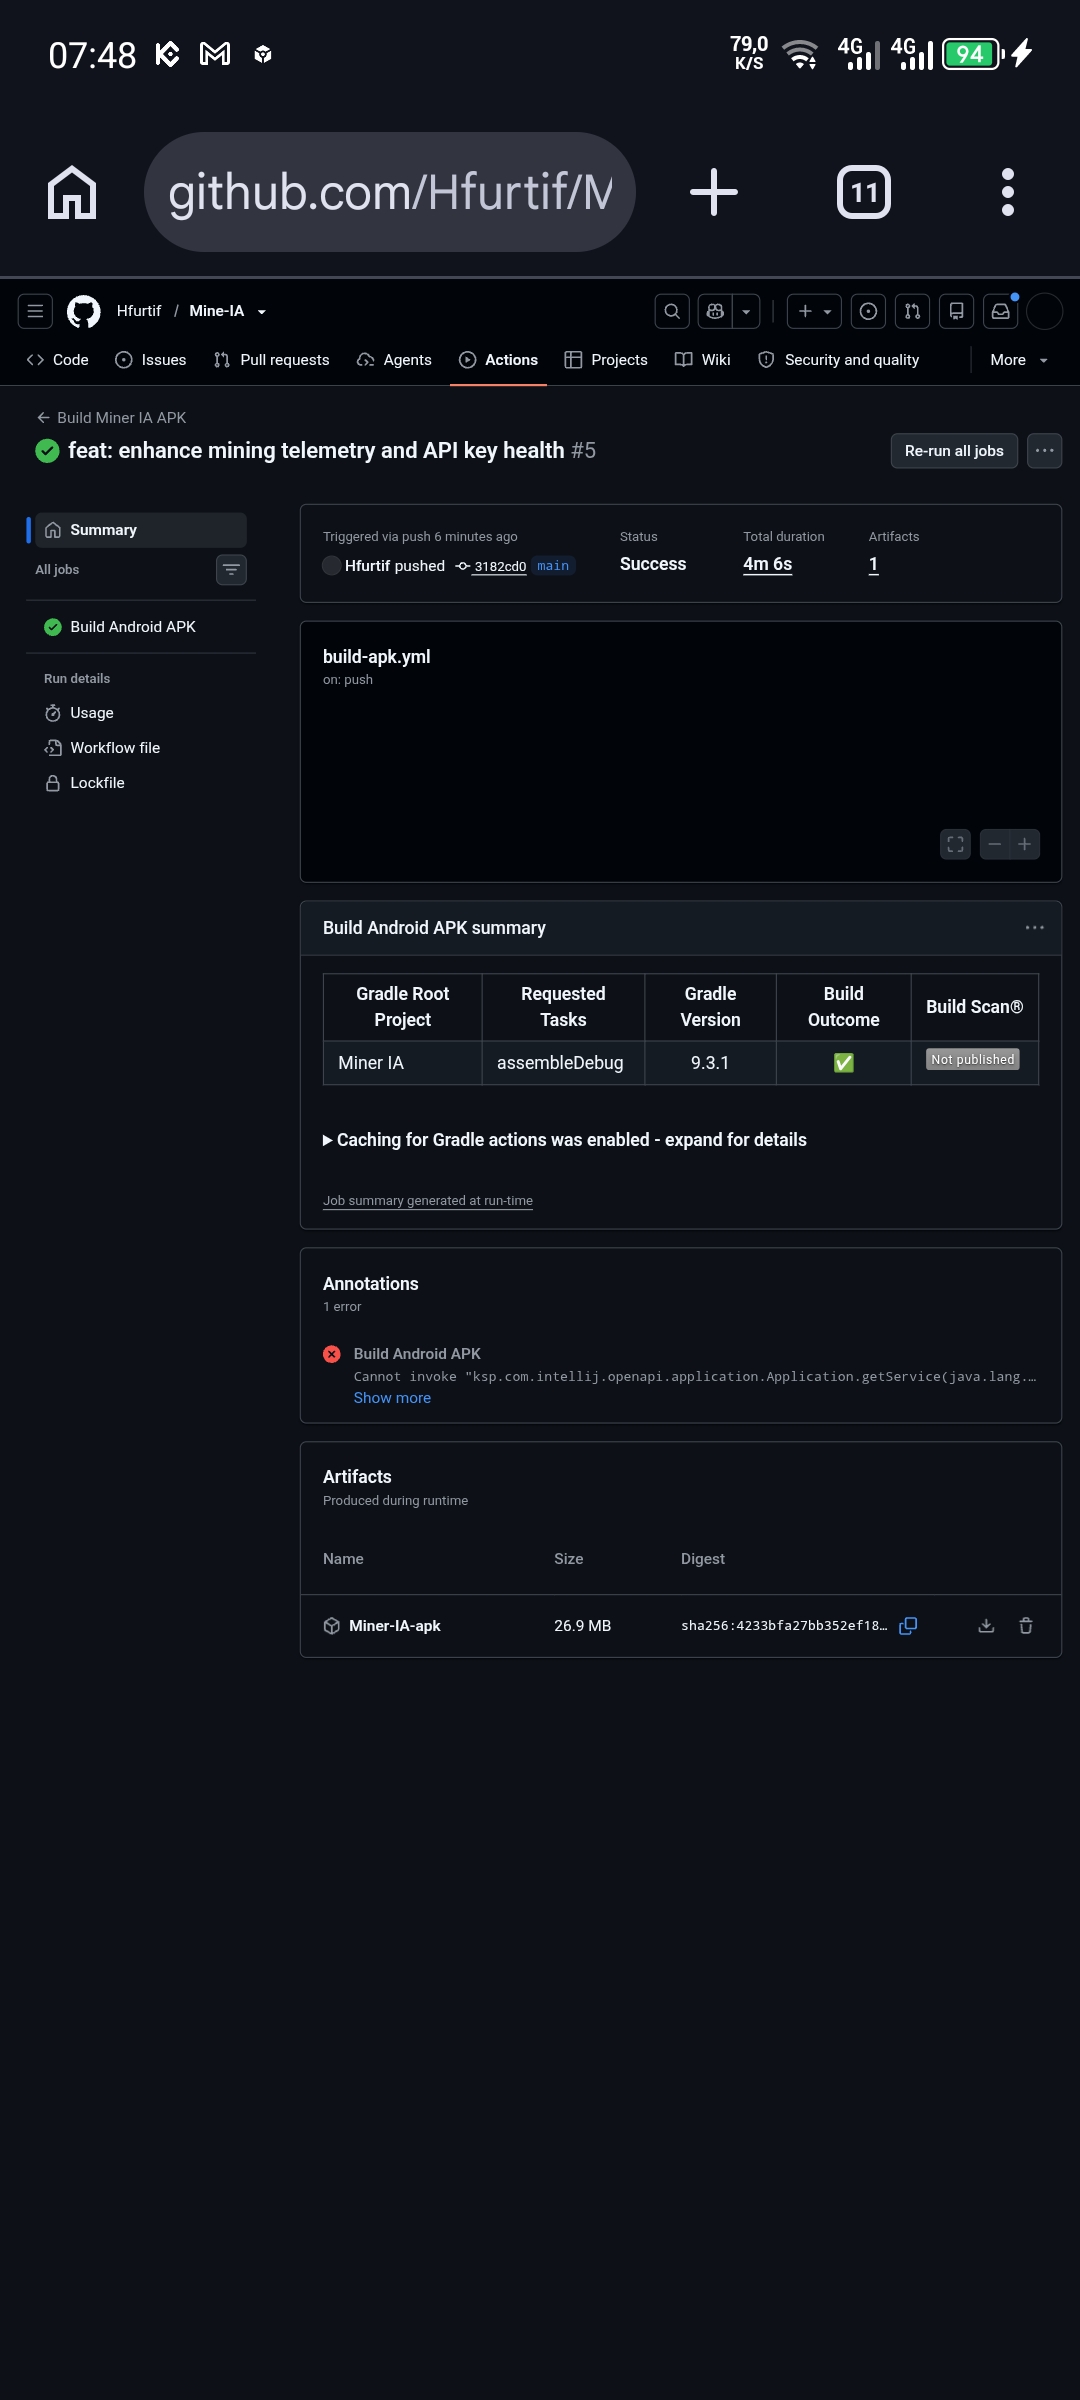 07:48
79,0
K/S
4G
4G
94
github.com/Hfurtif/M
11
Hfurtif / Mine-IA
Code
Issues
Pull requests
Agents
Actions
Projects
Wiki
Security and quality
More
Build Miner IA APK
feat: enhance mining telemetry and API key health #5
Re-run all jobs
Summary
All jobs
Build Android APK
Run details
Usage
Workflow file
Lockfile
Triggered via push 6 minutes ago
Hfurtif pushed 3182cd0 main
Status
Success
Total duration
4m 6s
Artifacts
1
build-apk.yml
on: push
Build Android APK summary
Gradle Root Project
Requested Tasks
Gradle Version
Build Outcome
Build Scan®
Miner IA
assembleDebug
9.3.1
✅
Not published
Caching for Gradle actions was enabled - expand for details
Job summary generated at run-time
Annotations
1 error
Build Android APK
Cannot invoke "ksp.com.intellij.openapi.application.Application.getService(java.lang.…
Show more
Artifacts
Produced during runtime
Name
Size
Digest
Miner-IA-apk
26.9 MB
sha256:4233bfa27bb352ef18…